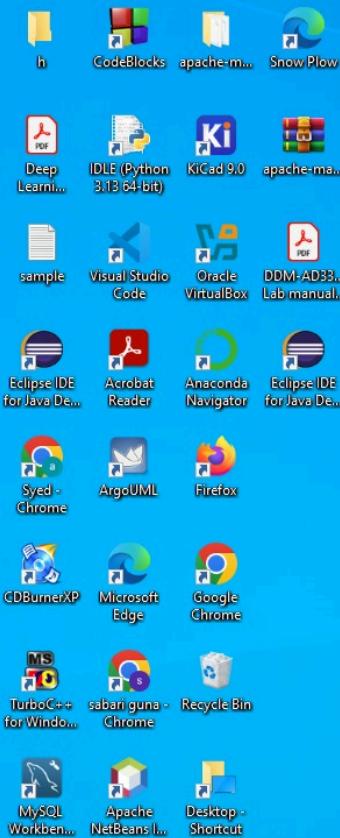 h
CodeBlocks
apache-m...
Snow Plow
PDF
Deep
Learni...
IDLE (Python
3.13 64-bit)
Ki
KiCad 9.0
apache-ma...
sample
Visual Studio
Code
Oracle
VirtualBox
PDF
DDM-AD33...
Lab manual...
Eclipse IDE
for Java De...
Acrobat
Reader
Anaconda
Navigator
Eclipse IDE
for Java De...
a
Syed -
Chrome
ArgoUML
Firefox
CDBurnerXP
Microsoft
Edge
Google
Chrome
MS
TurboC++
for Windo...
s
sabari guna -
Chrome
Recycle Bin
MySQL
Workben...
Apache
NetBeans I...
Desktop -
Shortcut